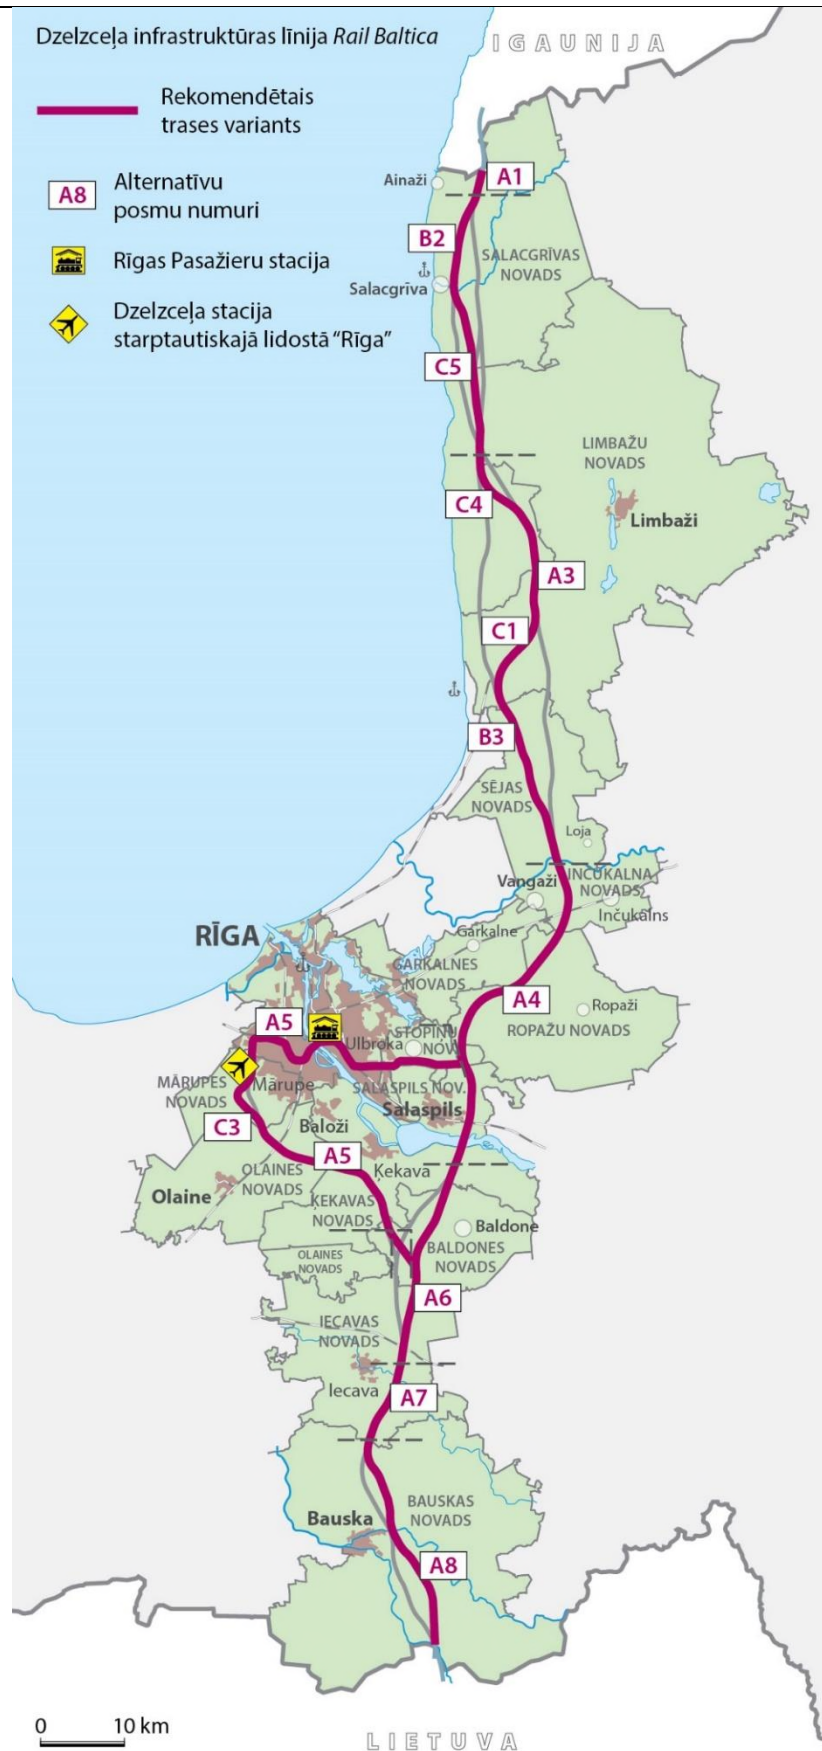 Dzelzceļa infrastruktūras līnija Rail Baltica
IGAUNIJA
Rekomendētais
trases variants
A8
Alternatīvu
posmu numuri
Rīgas Pasažieru stacija
Dzelzceļa stacija
starptautiskajā lidostā “Rīga”
Ainaži
A1
B2
SALACGRĪVAS
NOVADS
Salacgrīva
C5
LIMBAŽU
NOVADS
C4
Limbaži
A3
C1
B3
SĒJAS
NOVADS
Loja
Vangaži
INČUKALNA
NOVADS
Inčukalns
RĪGA
Garkalne
GARKALNES
NOVADS
A4
Ropaži
ROPAŽU NOVADS
A5
Ulbroka
STOPIŅU
NOV.
MĀRUPES
NOVADS
Mārupe
SALASPILS NOV.
Salaspils
C3
Baloži
A5
Ķekava
OLAINES
NOVADS
Olaine
ĶEKAVAS
NOVADS
Baldone
BALDONES
NOVADS
OLAINES
NOVADS
A6
IECAVAS
NOVADS
Iecava
A7
BAUSKAS
NOVADS
Bauska
A8
0 10 km
LIETUVA